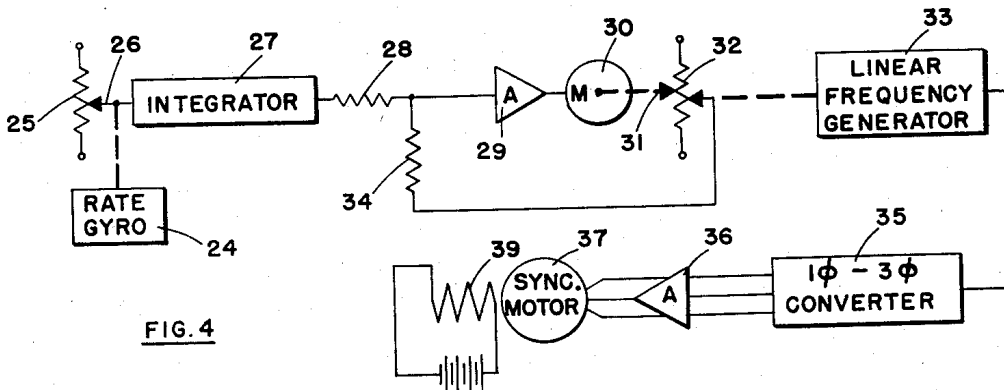 33
30
32
27
26
28
LINEAR
FREQUENCY
GENERATOR
INTEGRATOR
A
M
25
31
29
34
RATE
GYRO
24
35
36
37
39
1ϕ - 3ϕ
CONVERTER
SYNC.
MOTOR
A
FIG. 4